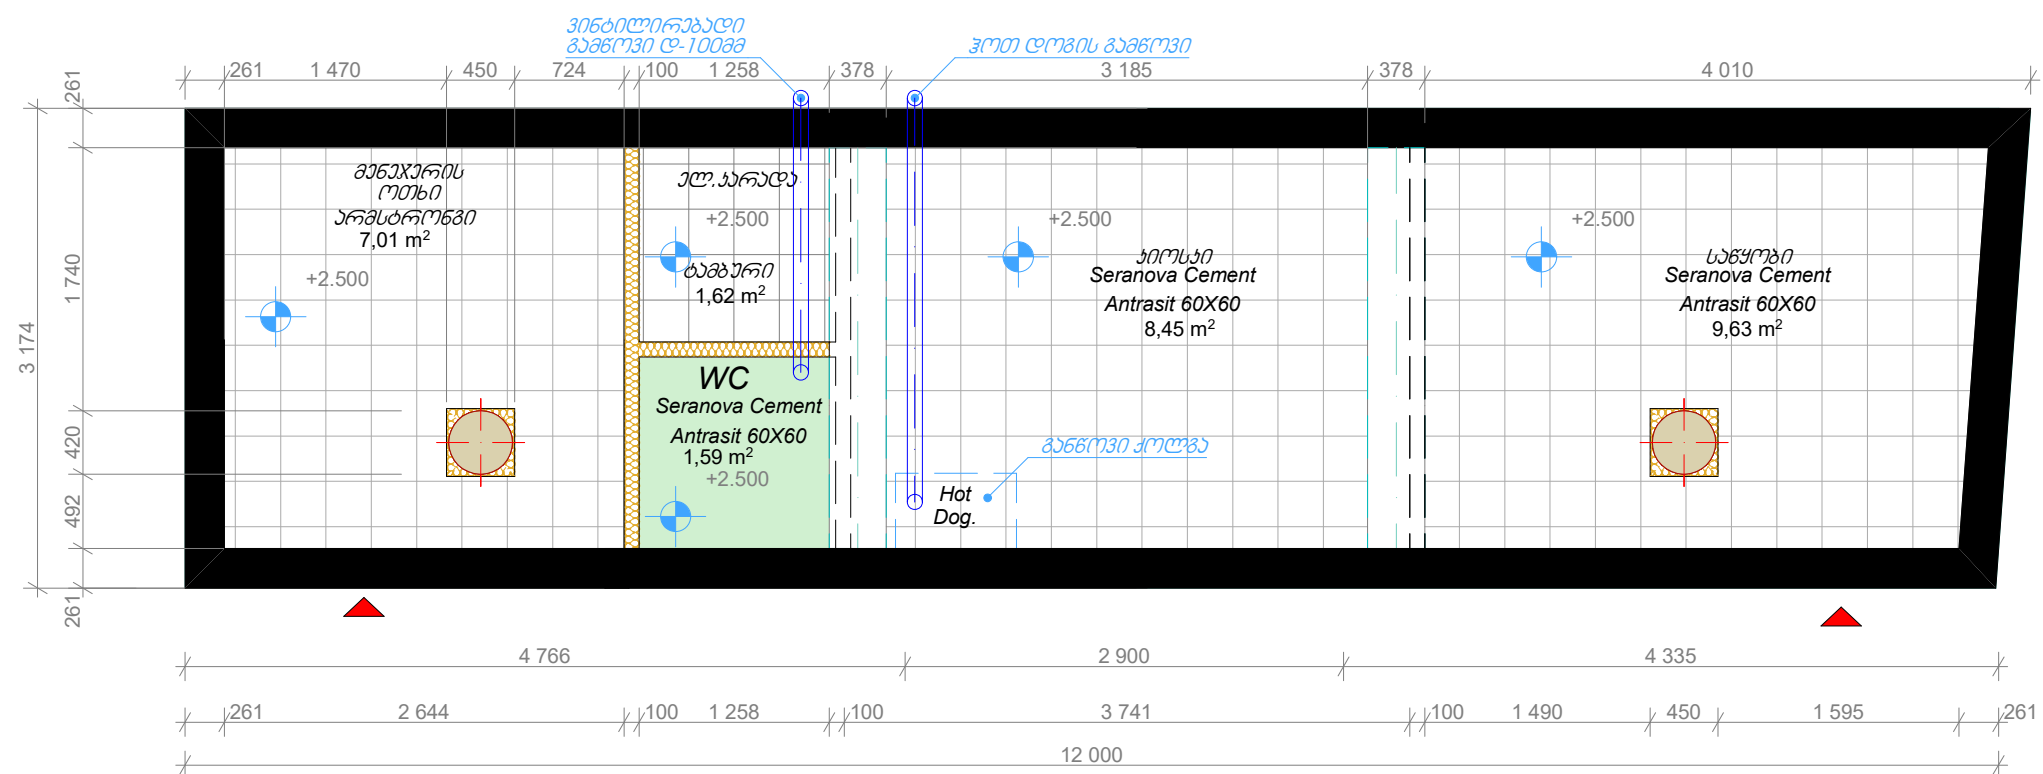 ვინტილირებადი
გამწოვი დ-100მმ
ჰოთ დოგის გამწოვი
261
1 470
450
724
100
1 258
378
3 185
378
4 010
261
1 740
420
492
261
3 174
მენეჯერის
ოთხი
არმსტრონგი
7,01 m²
+2.500
ელ.კარადა
+2.500
ტამბური
1,62 m²
WC
Seranova Cement
Antrasit 60X60
1,59 m²
+2.500
+2.500
კიოსკი
Seranova Cement
Antrasit 60X60
8,45 m²
განწოვი ქოლგა
Hot
Dog.
+2.500
საწყობი
Seranova Cement
Antrasit 60X60
9,63 m²
4 766
2 900
4 335
261
2 644
100
1 258
100
3 741
100
1 490
450
1 595
261
12 000